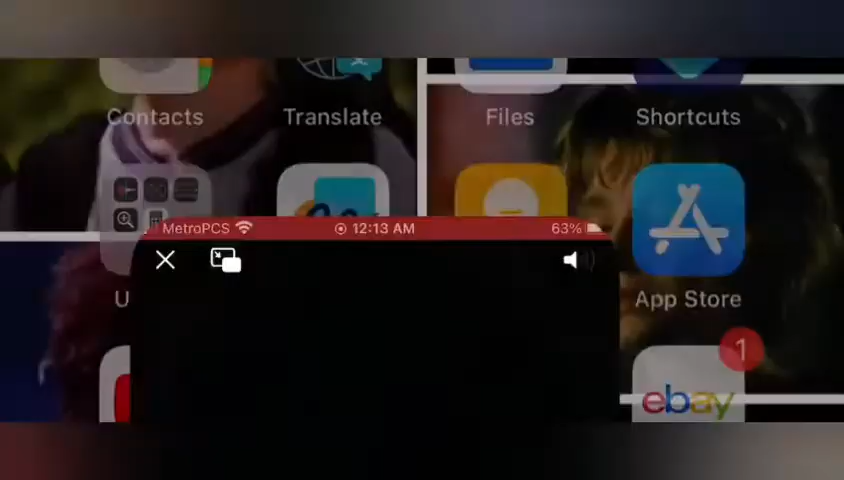 Contacts
Translate
Files
Shortcuts
MetroPCS
12:13 AM
63%
U
App Store
1
ebay